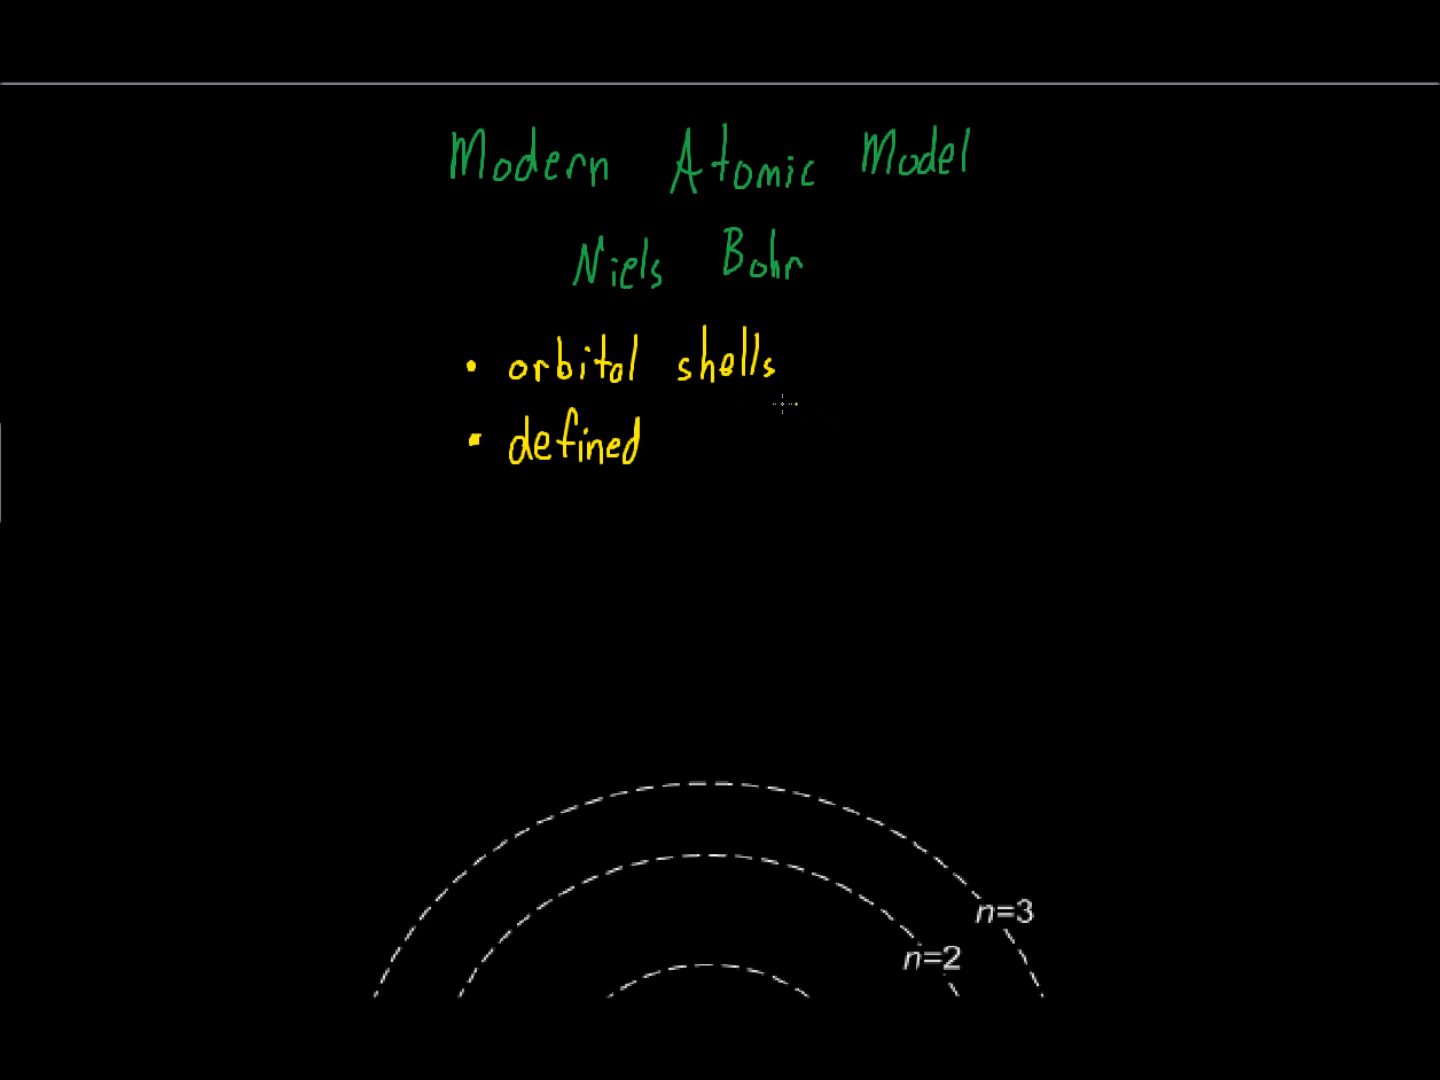 Modern Atomic Model
Niels Bohr
• orbital shells
• defined
n=3
n=2